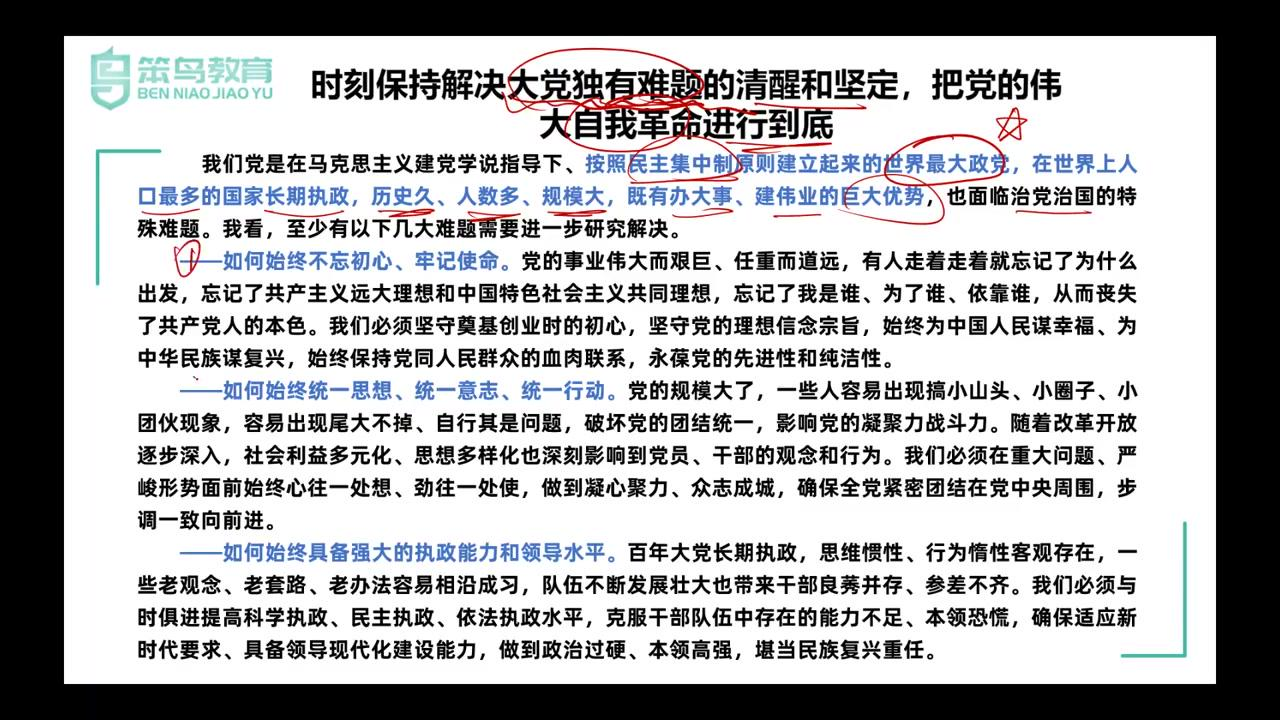 笨鸟教育
BEN NIAO JIAO YU
时刻保持解决大党独有难题的清醒和坚定，把党的伟
大自我革命进行到底
我们党是在马克思主义建党学说指导下、按照民主集中制原则建立起来的世界最大政党，在世界上人
口最多的国家长期执政，历史久、人数多、规模大，既有办大事、建伟业的巨大优势，也面临治党治国的特
殊难题。我看，至少有以下几大难题需要进一步研究解决。
——如何始终不忘初心、牢记使命。党的事业伟大而艰巨、任重而道远，有人走着走着就忘记了为什么
出发，忘记了共产主义远大理想和中国特色社会主义共同理想，忘记了我是谁、为了谁、依靠谁，从而丧失
了共产党人的本色。我们必须坚守奠基创业时的初心，坚守党的理想信念宗旨，始终为中国人民谋幸福、为
中华民族谋复兴，始终保持党同人民群众的血肉联系，永葆党的先进性和纯洁性。
——如何始终统一思想、统一意志、统一行动。党的规模大了，一些人容易出现搞小山头、小圈子、小
团伙现象，容易出现尾大不掉、自行其是问题，破坏党的团结统一，影响党的凝聚力战斗力。随着改革开放
逐步深入，社会利益多元化、思想多样化也深刻影响到党员、干部的观念和行为。我们必须在重大问题、严
峻形势面前始终心往一处想、劲往一处使，做到凝心聚力、众志成城，确保全党紧密团结在党中央周围，步
调一致向前进。
——如何始终具备强大的执政能力和领导水平。百年大党长期执政，思维惯性、行为惰性客观存在，一
些老观念、老套路、老办法容易相沿成习，队伍不断发展壮大也带来干部良莠并存、参差不齐。我们必须与
时俱进提高科学执政、民主执政、依法执政水平，克服干部队伍中存在的能力不足、本领恐慌，确保适应新
时代要求、具备领导现代化建设能力，做到政治过硬、本领高强，堪当民族复兴重任。